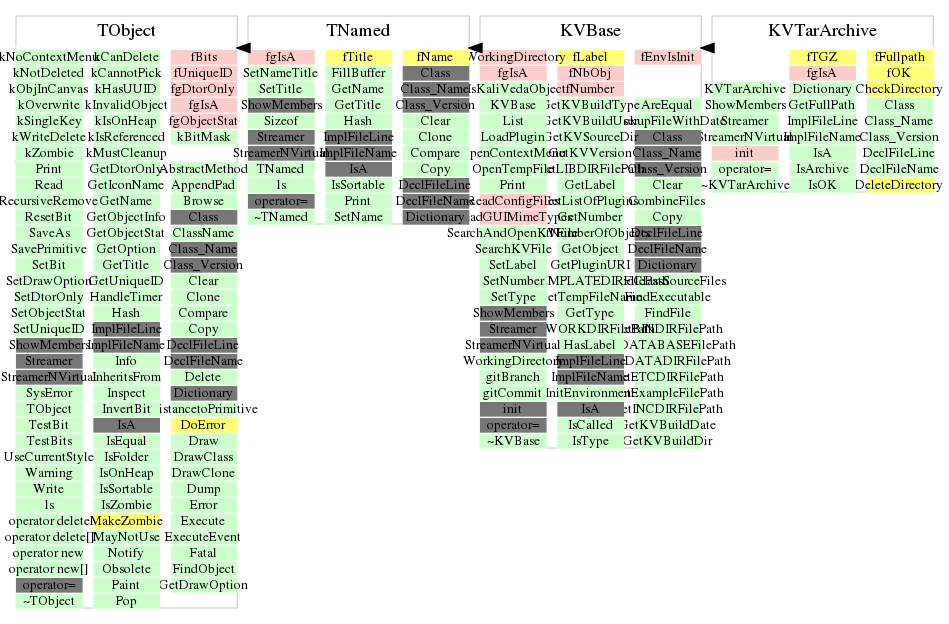 TObject TNamed KVBase KVTarArchive
kCanDelete fBits
kNotDeleted kCannotPick fUniqueID
kObjInCanvas kHasUUID fgDtorOnly
kOverwrite kInvalidObject fgIsA
kSingleKey kIsOnHeap fgObjectStat
kWriteDelete kIsReferenced kBitMask
kZombie kMustCleanup
Print GetDtorOnly AbstractMethod
Read GetIconName AppendPad
RecursiveRemove GetName Browse
ResetBit GetObjectInfo Class
SaveAs GetObjectStat ClassName
SavePrimitive GetOption Class_Name
SetBit GetTitle Class_Version
SetDrawOption GetUniqueID Clear
SetDtorOnly HandleTimer Clone
SetObjectStat Hash Compare
SetUniqueID ImplFileLine Copy
ShowMembers ImplFileName DeclFileLine
Streamer Info DeclFileName
StreamerNVirtual InheritsFrom Delete
SysError Inspect Dictionary
TObject InvertBit
TestBit IsA DoError
TestBits IsEqual Draw
UseCurrentStyle IsFolder DrawClass
Warning IsOnHeap DrawClone
Write IsSortable Dump
ls IsZombie Error
operator delete MakeZombie Execute
operator delete[] MayNotUse ExecuteEvent
operator new Notify Fatal
operator new[] Obsolete FindObject
operator= Paint GetDrawOption
~TObject Pop
fgIsA fTitle fName
SetNameTitle FillBuffer Class
SetTitle GetName Class_Name
ShowMembers GetTitle Class_Version
Sizeof Hash Clear
Streamer ImplFileLine Clone
StreamerNVirtual ImplFileName Compare
TNamed IsA Copy
ls IsSortable DeclFileLine
operator= Print DeclFileName
~TNamed SetName Dictionary
fLabel fEnvIsInit
fgIsA fNbObj
fNumber
KVBase ArEqual
List
LoadPlugin Class
Class_Name
OpenTempFile Class_Version
Print GetLabel Clear
ReadConfigFiles CombineFiles
GetNumber Copy
SearchAndOpenKVFile DeclFileLine
SearchKVFile GetObject DeclFileName
SetLabel GetPluginURI Dictionary
SetNumber
SetType FindExecutable
ShowMembers GetType FindFile
Streamer
StreamerNVirtual HasLabel
ImplFileLine
gitBranch ImplFileName
gitCommit InitEnvironment
init IsA
operator= IsCalled GetKVBuildDate
~KVBase IsType GetKVBuildDir
fTGZ fFullpath
fgIsA fOK
KVTarArchive Dictionary CheckDirectory
ShowMembers GetFullPath Class
Streamer ImplFileLine Class_Name
StreamerNVirtual ImplFileName Class_Version
init IsA DeclFileLine
operator= IsArchive DeclFileName
~KVTarArchive IsOK DeleteDirectory